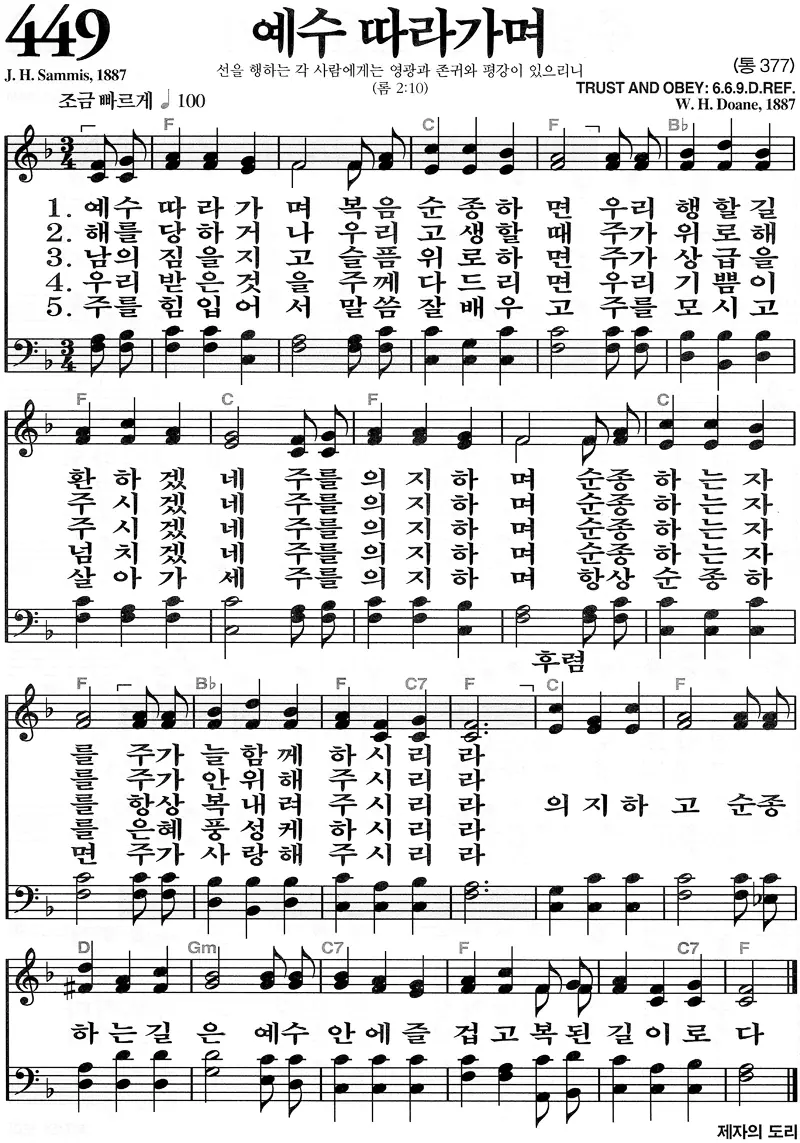 449
예수 따라가며
J. H. Sammis, 1887
선을 행하는 각 사람에게는 영광과 존귀와 평강이 있으리니
(롬 2:10)
(통 377)
TRUST AND OBEY: 6.6.9.D.REF.
W. H. Doane, 1887
조금 빠르게 ♩ 100
F C F B♭
3/4
1. 예수 따 라 가 며 복음 순 종 하 면 우리 행 할 길
2. 해를 당 하 거 나 우리 고 생 할 때 주가 위 로 해
3. 남의 짐 을 지 고 슬픔 위 로 하 면 주가 상 급 을
4. 우리 받 은 것 을 주께 다 드 리 면 우리 기 쁨 이
5. 주를 힘 입 어 서 말씀 잘 배 우 고 주를 모 시 고
3/4
F C F C
환 하 겠 네 주를 의 지 하 며 순종 하 는 자
주 시 겠 네 주를 의 지 하 며 순종 하 는 자
주 시 겠 네 주를 의 지 하 며 순종 하 는 자
넘 치 겠 네 주를 의 지 하 며 순종 하 는 자
살 아 가 세 주를 의 지 하 며 항상 순 종 하
후렴
F B♭ F C7 F C F
를 주가 늘 함 께 하 시 리 라
를 주가 안 위 해 주 시 리 라
를 항상 복 내 려 주 시 리 라
를 은혜 풍 성 케 하 시 리 라
면 주가 사 랑 해 주 시 리 라
의 지 하 고 순종
D Gm C7 F C7 F
하 는 길 은 예수 안 에 즐 겁 고 복된 길 이 로 다
제자의 도리